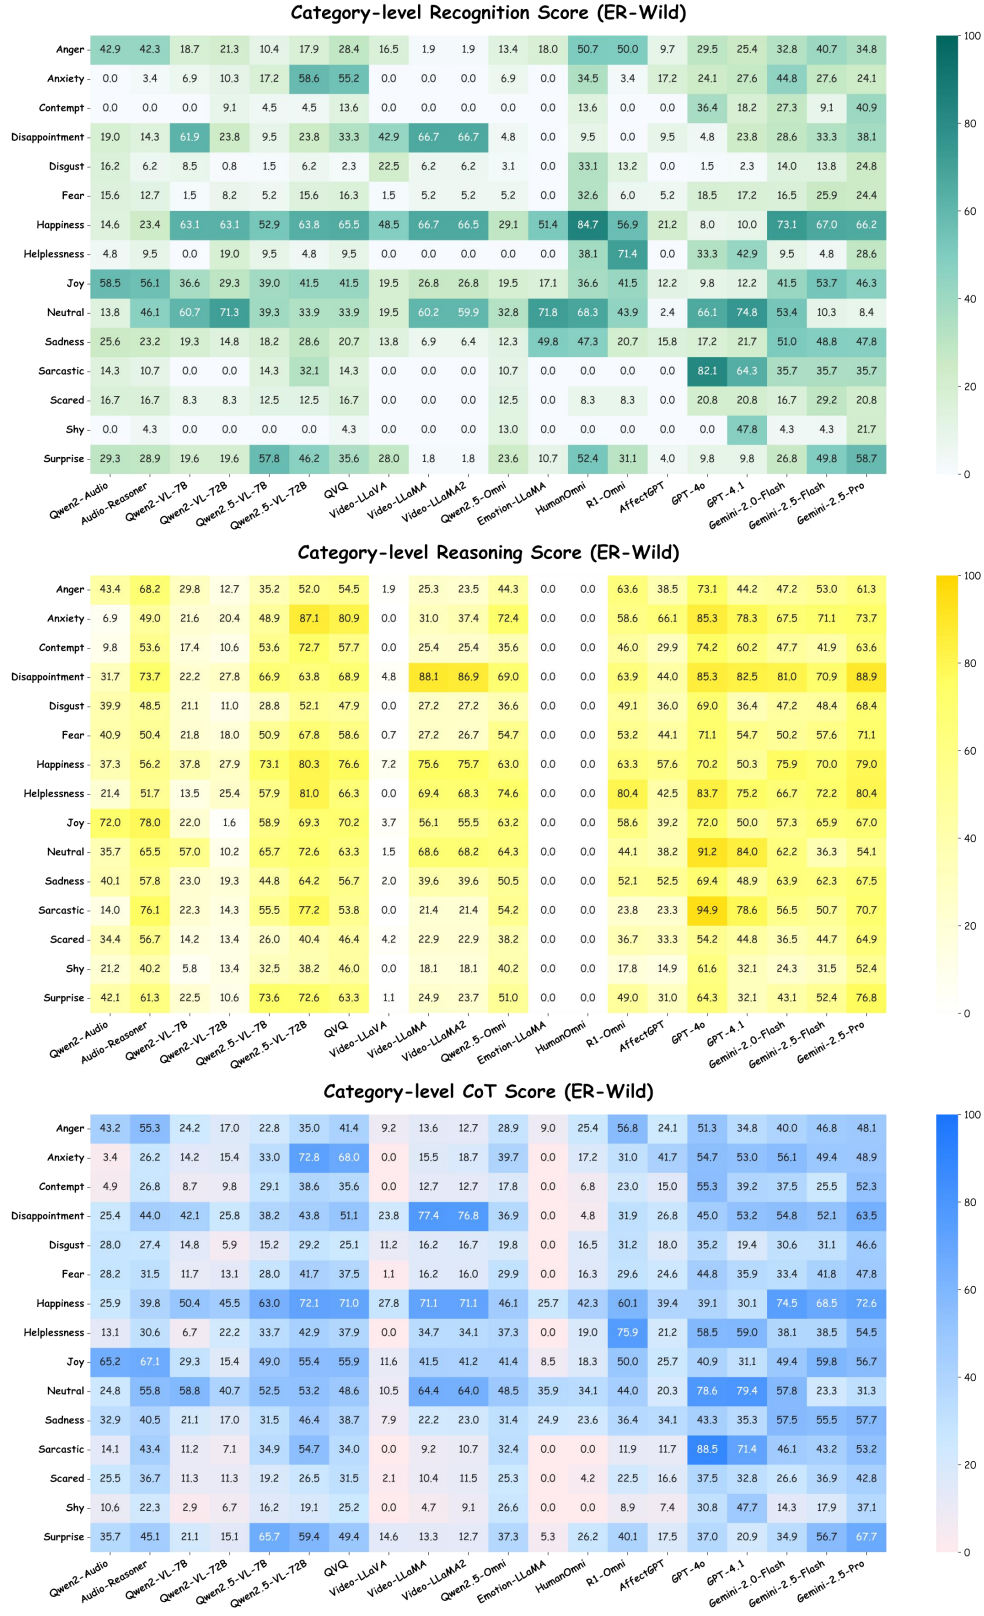 Category-level Recognition Score (ER-Wild)
Anger 42.9 42.3 18.7 21.3 10.4 17.9 28.4 16.5 1.9 1.9 13.4 18.0 50.7 50.0 9.7 29.5 25.4 32.8 40.7 34.8
Anxiety 0.0 3.4 6.9 10.3 17.2 58.6 55.2 0.0 0.0 0.0 6.9 0.0 34.5 3.4 17.2 24.1 27.6 44.8 27.6 24.1
Contempt 0.0 0.0 0.0 9.1 4.5 4.5 13.6 0.0 0.0 0.0 0.0 0.0 13.6 0.0 0.0 36.4 18.2 27.3 9.1 40.9
Disappointment 19.0 14.3 61.9 23.8 9.5 23.8 33.3 42.9 66.7 66.7 4.8 0.0 9.5 0.0 9.5 4.8 23.8 28.6 33.3 38.1
Disgust 16.2 6.2 8.5 0.8 1.5 6.2 2.3 22.5 6.2 6.2 3.1 0.0 33.1 13.2 0.0 1.5 2.3 14.0 13.8 24.8
Fear 15.6 12.7 1.5 8.2 5.2 15.6 16.3 1.5 5.2 5.2 5.2 0.0 32.6 6.0 5.2 18.5 17.2 16.5 25.9 24.4
Happiness 14.6 23.4 63.1 63.1 52.9 63.8 65.5 48.5 66.7 66.5 29.1 51.4 84.7 56.9 21.2 8.0 10.0 73.1 67.0 66.2
Helplessness 4.8 9.5 0.0 19.0 9.5 4.8 9.5 0.0 0.0 0.0 0.0 0.0 38.1 71.4 0.0 33.3 42.9 9.5 4.8 28.6
Joy 58.5 56.1 36.6 29.3 39.0 41.5 41.5 19.5 26.8 26.8 19.5 17.1 36.6 41.5 12.2 9.8 12.2 41.5 53.7 46.3
Neutral 13.8 46.1 60.7 71.3 39.3 33.9 33.9 19.5 60.2 59.9 32.8 71.8 68.3 43.9 2.4 66.1 74.8 53.4 10.3 8.4
Sadness 25.6 23.2 19.3 14.8 18.2 28.6 20.7 13.8 6.9 6.4 12.3 49.8 47.3 20.7 15.8 17.2 21.7 51.0 48.8 47.8
Sarcastic 14.3 10.7 0.0 0.0 14.3 32.1 14.3 0.0 0.0 0.0 10.7 0.0 0.0 0.0 0.0 82.1 64.3 35.7 35.7 35.7
Scared 16.7 16.7 8.3 8.3 12.5 12.5 16.7 0.0 0.0 0.0 12.5 0.0 8.3 8.3 0.0 20.8 20.8 16.7 29.2 20.8
Shy 0.0 4.3 0.0 0.0 0.0 0.0 4.3 0.0 0.0 0.0 13.0 0.0 0.0 0.0 0.0 0.0 47.8 4.3 4.3 21.7
Surprise 29.3 28.9 19.6 19.6 57.8 46.2 35.6 28.0 1.8 1.8 23.6 10.7 52.4 31.1 4.0 9.8 9.8 26.8 49.8 58.7
Qwen2-Audio Audio-Reasoner Qwen2-VL-7B Qwen2-VL-72B Qwen2.5-VL-7B Qwen2.5-VL-72B QVQ Video-LLaVA Video-LLaMA Video-LLaMA2 Qwen2.5-Omni Emotion-LLaMA HumanOmni R1-Omni AffectGPT GPT-4o GPT-4.1 Gemini-2.0-Flash Gemini-2.5-Flash Gemini-2.5-Pro
100
80
60
40
20
0
Category-level Reasoning Score (ER-Wild)
Anger 43.4 68.2 29.8 12.7 35.2 52.0 54.5 1.9 25.3 23.5 44.3 0.0 0.0 63.6 38.5 73.1 44.2 47.2 53.0 61.3
Anxiety 6.9 49.0 21.6 20.4 48.9 87.1 80.9 0.0 31.0 37.4 72.4 0.0 0.0 58.6 66.1 85.3 78.3 67.5 71.1 73.7
Contempt 9.8 53.6 17.4 10.6 53.6 72.7 57.7 0.0 25.4 25.4 35.6 0.0 0.0 46.0 29.9 74.2 60.2 47.7 41.9 63.6
Disappointment 31.7 73.7 22.2 27.8 66.9 63.8 68.9 4.8 88.1 86.9 69.0 0.0 0.0 63.9 44.0 85.3 82.5 81.0 70.9 88.9
Disgust 39.9 48.5 21.1 11.0 28.8 52.1 47.9 0.0 27.2 27.2 36.6 0.0 0.0 49.1 36.0 69.0 36.4 47.2 48.4 68.4
Fear 40.9 50.4 21.8 18.0 50.9 67.8 58.6 0.7 27.2 26.7 54.7 0.0 0.0 53.2 44.1 71.1 54.7 50.2 57.6 71.1
Happiness 37.3 56.2 37.8 27.9 73.1 80.3 76.6 7.2 75.6 75.7 63.0 0.0 0.0 63.3 57.6 70.2 50.3 75.9 70.0 79.0
Helplessness 21.4 51.7 13.5 25.4 57.9 81.0 66.3 0.0 69.4 68.3 74.6 0.0 0.0 80.4 42.5 83.7 75.2 66.7 72.2 80.4
Joy 72.0 78.0 22.0 1.6 58.9 69.3 70.2 3.7 56.1 55.5 63.2 0.0 0.0 58.6 39.2 72.0 50.0 57.3 65.9 67.0
Neutral 35.7 65.5 57.0 10.2 65.7 72.6 63.3 1.5 68.6 68.2 64.3 0.0 0.0 44.1 38.2 91.2 84.0 62.2 36.3 54.1
Sadness 40.1 57.8 23.0 19.3 44.8 64.2 56.7 2.0 39.6 39.6 50.5 0.0 0.0 52.1 52.5 69.4 48.9 63.9 62.3 67.5
Sarcastic 14.0 76.1 22.3 14.3 55.5 77.2 53.8 0.0 21.4 21.4 54.2 0.0 0.0 23.8 23.3 94.9 78.6 56.5 50.7 70.7
Scared 34.4 56.7 14.2 13.4 26.0 40.4 46.4 4.2 22.9 22.9 38.2 0.0 0.0 36.7 33.3 54.2 44.8 36.5 44.7 64.9
Shy 21.2 40.2 5.8 13.4 32.5 38.2 46.0 0.0 18.1 18.1 40.2 0.0 0.0 17.8 14.9 61.6 32.1 24.3 31.5 52.4
Surprise 42.1 61.3 22.5 10.6 73.6 72.6 63.3 1.1 24.9 23.7 51.0 0.0 0.0 49.0 31.0 64.3 32.1 43.1 52.4 76.8
Qwen2-Audio Audio-Reasoner Qwen2-VL-7B Qwen2-VL-72B Qwen2.5-VL-7B Qwen2.5-VL-72B QVQ Video-LLaVA Video-LLaMA Video-LLaMA2 Qwen2.5-Omni Emotion-LLaMA HumanOmni R1-Omni AffectGPT GPT-4o GPT-4.1 Gemini-2.0-Flash Gemini-2.5-Flash Gemini-2.5-Pro
100
80
60
40
20
0
Category-level CoT Score (ER-Wild)
Anger 43.2 55.3 24.2 17.0 22.8 35.0 41.4 9.2 13.6 12.7 28.9 9.0 25.4 56.8 24.1 51.3 34.8 40.0 46.8 48.1
Anxiety 3.4 26.2 14.2 15.4 33.0 72.8 68.0 0.0 15.5 18.7 39.7 0.0 17.2 31.0 41.7 54.7 53.0 56.1 49.4 48.9
Contempt 4.9 26.8 8.7 9.8 29.1 38.6 35.6 0.0 12.7 12.7 17.8 0.0 6.8 23.0 15.0 55.3 39.2 37.5 25.5 52.3
Disappointment 25.4 44.0 42.1 25.8 38.2 43.8 51.1 23.8 77.4 76.8 36.9 0.0 4.8 31.9 26.8 45.0 53.2 54.8 52.1 63.5
Disgust 28.0 27.4 14.8 5.9 15.2 29.2 25.1 11.2 16.2 16.7 19.8 0.0 16.5 31.2 18.0 35.2 19.4 30.6 31.1 46.6
Fear 28.2 31.5 11.7 13.1 28.0 41.7 37.5 1.1 16.2 16.0 29.9 0.0 16.3 29.6 24.6 44.8 35.9 33.4 41.8 47.8
Happiness 25.9 39.8 50.4 45.5 63.0 72.1 71.0 27.8 71.1 71.1 46.1 25.7 42.3 60.1 39.4 39.1 30.1 74.5 68.5 72.6
Helplessness 13.1 30.6 6.7 22.2 33.7 42.9 37.9 0.0 34.7 34.1 37.3 0.0 19.0 75.9 21.2 58.5 59.0 38.1 38.5 54.5
Joy 65.2 67.1 29.3 15.4 49.0 55.4 55.9 11.6 41.5 41.2 41.4 8.5 18.3 50.0 25.7 40.9 31.1 49.4 59.8 56.7
Neutral 24.8 55.8 58.8 40.7 52.5 53.2 48.6 10.5 64.4 64.0 48.5 35.9 34.1 44.0 20.3 78.6 79.4 57.8 23.3 31.3
Sadness 32.9 40.5 21.1 17.0 31.5 46.4 38.7 7.9 22.2 23.0 31.4 24.9 23.6 36.4 34.1 43.3 35.3 57.5 55.5 57.7
Sarcastic 14.1 43.4 11.2 7.1 34.9 54.7 34.0 0.0 9.2 10.7 32.4 0.0 0.0 11.9 11.7 88.5 71.4 46.1 43.2 53.2
Scared 25.5 36.7 11.3 11.3 19.2 26.5 31.5 2.1 10.4 11.5 25.3 0.0 4.2 22.5 16.6 37.5 32.8 26.6 36.9 42.8
Shy 10.6 22.3 2.9 6.7 16.2 19.1 25.2 0.0 4.7 9.1 26.6 0.0 0.0 8.9 7.4 30.8 47.7 14.3 17.9 37.1
Surprise 35.7 45.1 21.1 15.1 65.7 59.4 49.4 14.6 13.3 12.7 37.3 5.3 26.2 40.1 17.5 37.0 20.9 34.9 56.7 67.7
Qwen2-Audio Audio-Reasoner Qwen2-VL-7B Qwen2-VL-72B Qwen2.5-VL-7B Qwen2.5-VL-72B QVQ Video-LLaVA Video-LLaMA Video-LLaMA2 Qwen2.5-Omni Emotion-LLaMA HumanOmni R1-Omni AffectGPT GPT-4o GPT-4.1 Gemini-2.0-Flash Gemini-2.5-Flash Gemini-2.5-Pro
100
80
60
40
20
0